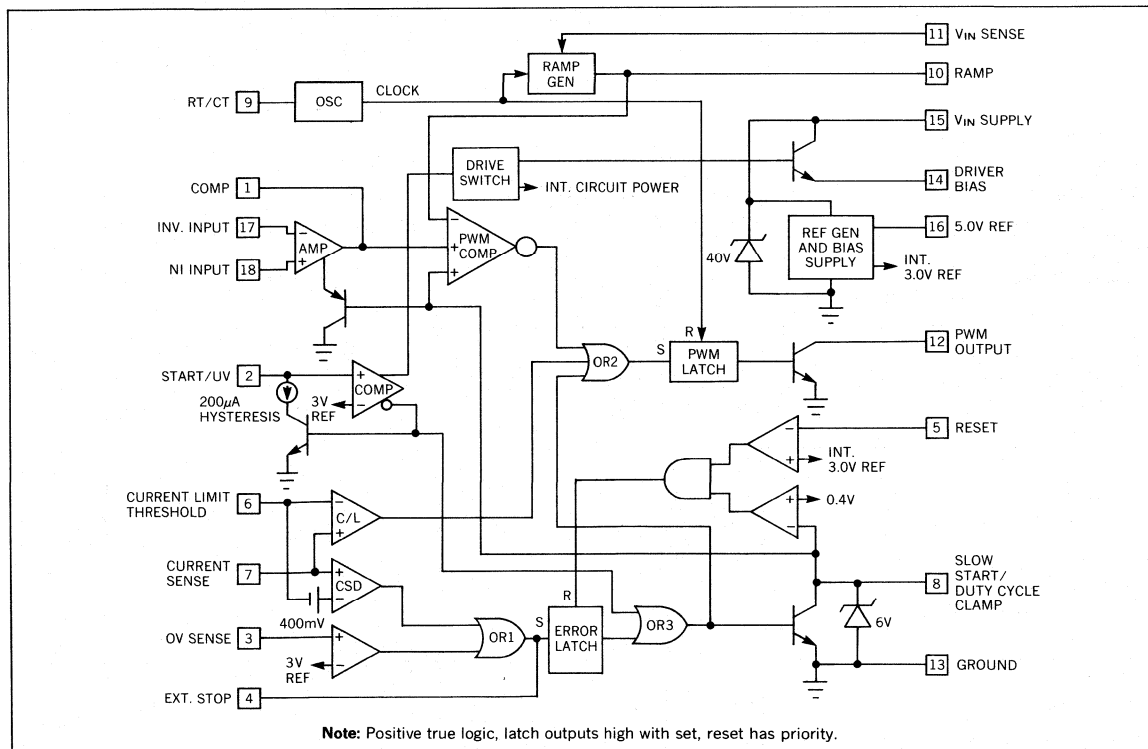 11 VIN SENSE
RAMP GEN
10 RAMP
RT/CT 9
OSC
CLOCK
15 VIN SUPPLY
DRIVE SWITCH
INT. CIRCUIT POWER
14 DRIVER BIAS
COMP 1
INV. INPUT 17
NI INPUT 18
−
AMP
+
−
+
PWM COMP
+
40V
REF GEN AND BIAS SUPPLY
16 5.0V REF
INT. 3.0V REF
R
S
PWM LATCH
12 PWM OUTPUT
OR2
START/UV 2
200µA HYSTERESIS
+
COMP
−
3V REF
5 RESET
−
+
INT. 3.0V REF
+
0.4V
−
CURRENT LIMIT THRESHOLD 6
−
C/L
+
CURRENT SENSE 7
+
CSD
−
400mV
8 SLOW START/ DUTY CYCLE CLAMP
6V
R
S
ERROR LATCH
OR3
OR1
OV SENSE 3
+
−
3V REF
13 GROUND
EXT. STOP 4
Note: Positive true logic, latch outputs high with set, reset has priority.